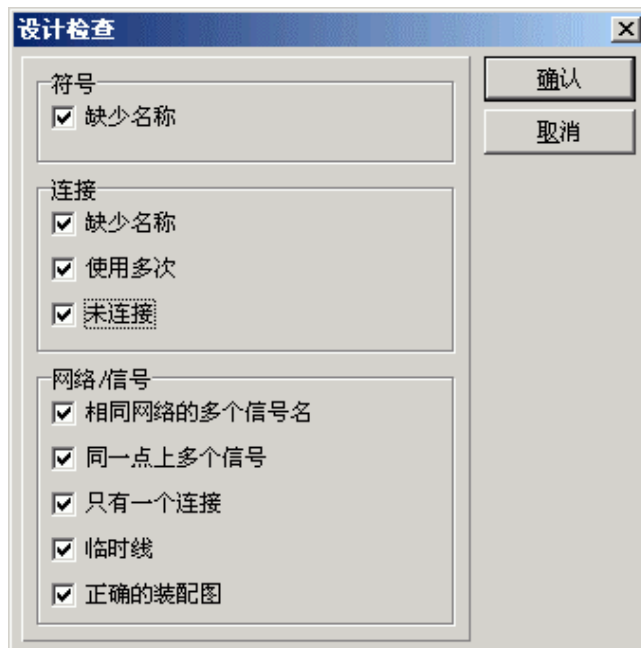 设计检查
符号
缺少名称
连接
缺少名称
使用多次
未连接
网络/信号
相同网络的多个信号名
同一点上多个信号
只有一个连接
临时线
正确的装配图
确认
取消